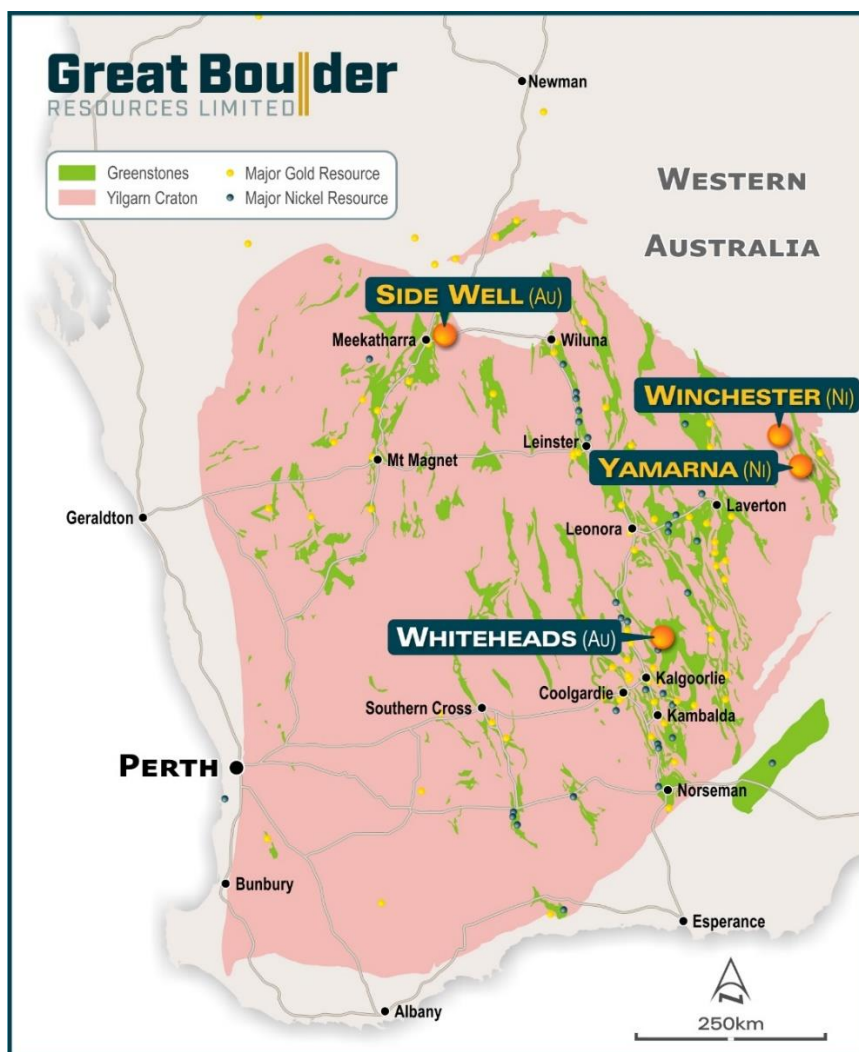 Great Boulder
RESOURCES LIMITED
Greenstones
Major Gold Resource
Yilgarn Craton
Major Nickel Resource
Newman
WESTERN
AUSTRALIA
SIDE WELL (AU)
Meekatharra
Wiluna
WINCHESTER (NI)
Leinster
Mt Magnet
YAMARNA (NI)
Geraldton
Laverton
Leonora
WHITEHEADS (AU)
Kalgoorlie
Coolgardie
Southern Cross
Kambalda
PERTH
Norseman
Bunbury
Esperance
N
Albany
250km